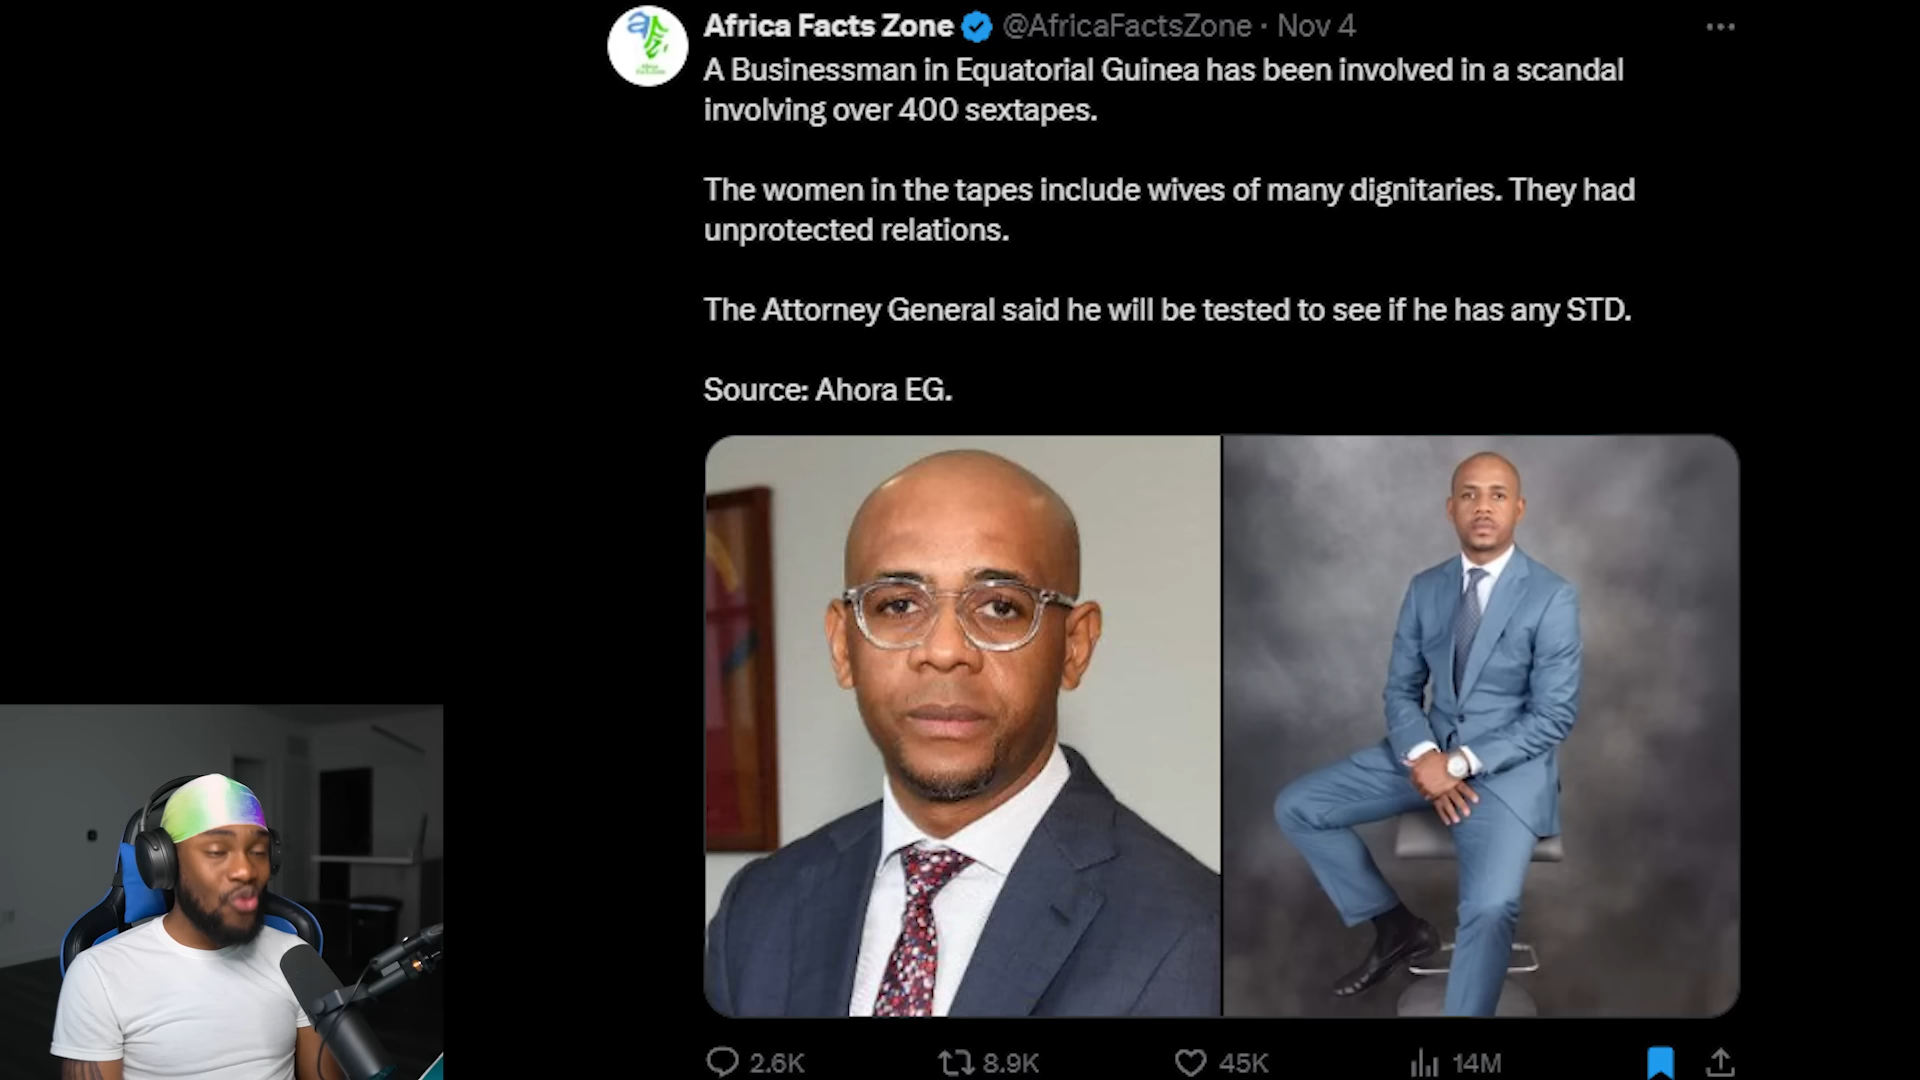 Africa Facts Zone @AfricaFactsZone · Nov 4
A Businessman in Equatorial Guinea has been involved in a scandal
involving over 400 sextapes.
The women in the tapes include wives of many dignitaries. They had
unprotected relations.
The Attorney General said he will be tested to see if he has any STD.
Source: Ahora EG.
2.6K 8.9K 45K 14M